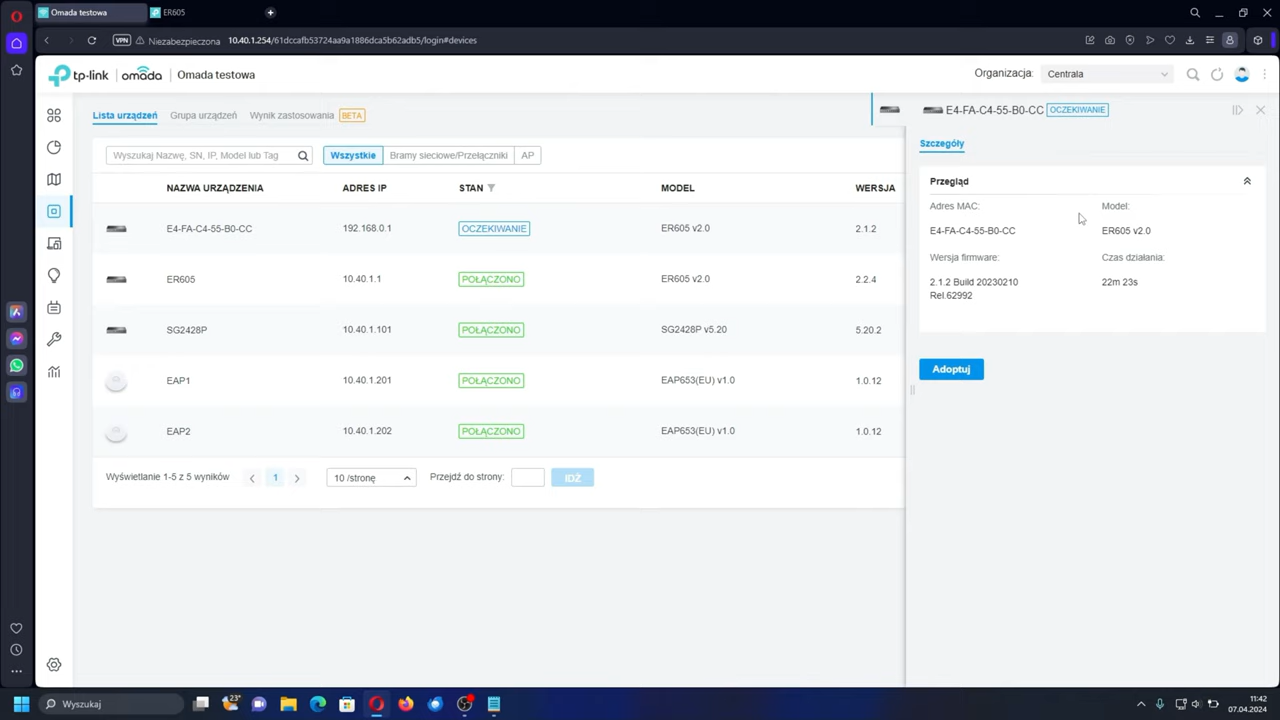 Omada testowa
ER605
VPN
Niezabezpieczona
10.40.1.254/61dccafb53724aa9a1886dca5b62adb5/login#devices
tp-link | omada | Omada testowa
Organizacja:
Centrala
Lista urządzeń
Grupa urządzeń
Wynik zastosowania
BETA
Wyszukaj Nazwę, SN, IP, Model lub Tag
Wszystkie
Bramy sieciowe/Przełączniki
AP
NAZWA URZĄDZENIA ADRES IP STAN MODEL WERSJA
E4-FA-C4-55-B0-CC 192.168.0.1 OCZEKIWANIE ER605 v2.0 2.1.2
ER605 10.40.1.1 POŁĄCZONO ER605 v2.0 2.2.4
SG2428P 10.40.1.101 POŁĄCZONO SG2428P v5.20 5.20.2
EAP1 10.40.1.201 POŁĄCZONO EAP653(EU) v1.0 1.0.12
EAP2 10.40.1.202 POŁĄCZONO EAP653(EU) v1.0 1.0.12
Wyświetlanie 1-5 z 5 wyników
1
10 /stronę
Przejdź do strony:
IDŹ
E4-FA-C4-55-B0-CC OCZEKIWANIE
Szczegóły
Przegląd
Adres MAC: Model:
E4-FA-C4-55-B0-CC ER605 v2.0
Wersja firmware: Czas działania:
2.1.2 Build 20230210 22m 23s
Rel.62992
Adoptuj
Wyszukaj
23°
11:42
07.04.2024